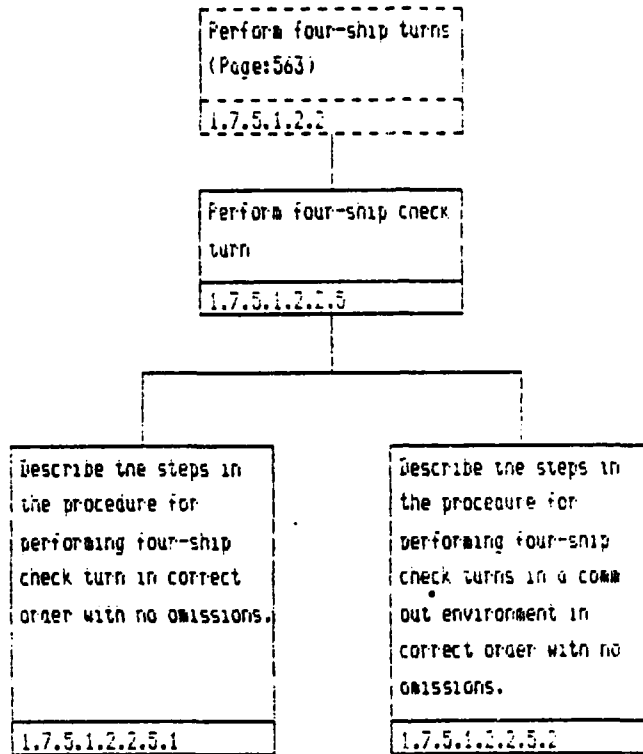 Perform four-ship turns
(Page:563)
1.7.5.1.2.2
Perform four-ship check
turn
1.7.5.1.2.2.5
Describe the steps in
the procedure for
performing four-ship
check turn in correct
order with no omissions.
1.7.5.1.2.2.5.1
Describe the steps in
the procedure for
performing four-ship
check turns in a comm
out environment in
correct order with no
omissions.
1.7.5.1.2.2.5.2